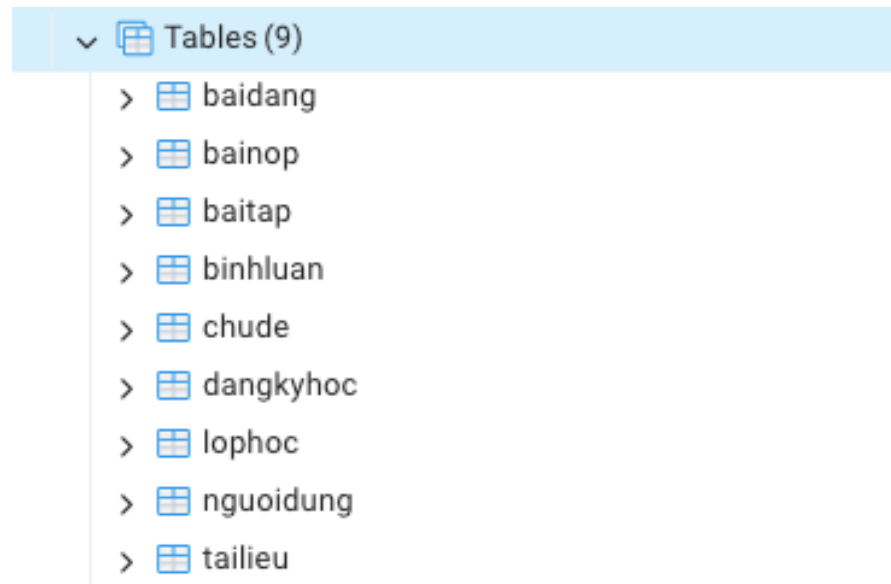 Tables (9)
baidang
bainop
baitap
binhluan
chude
dangkyhoc
lophoc
nguoidung
tailieu